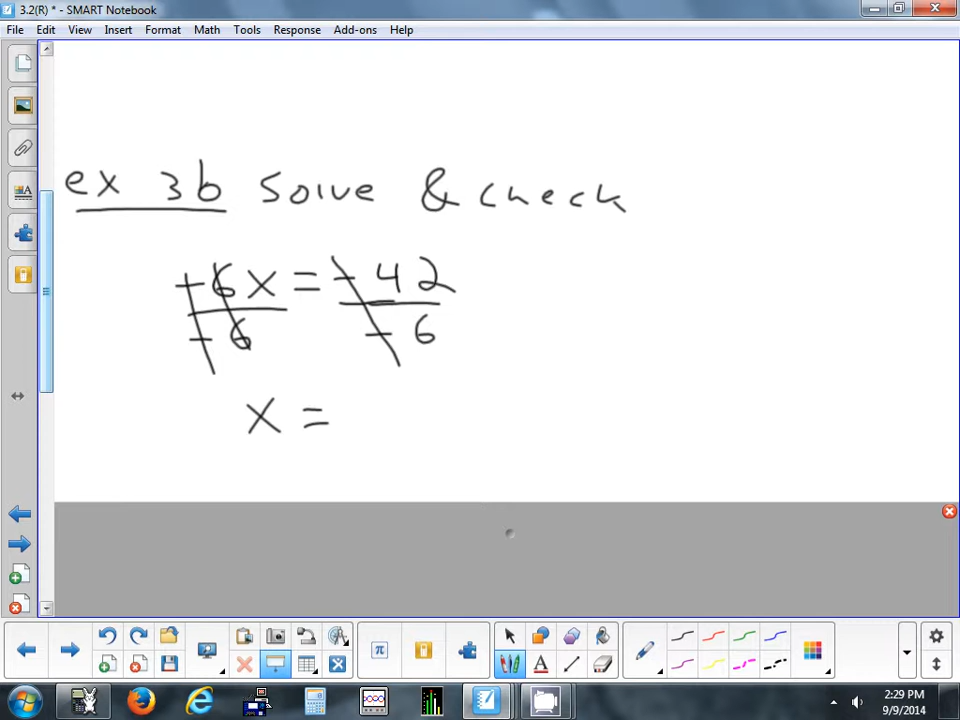 3.2(R) * - SMART Notebook
File Edit View Insert Format Math Tools Response Add-ons Help
ex 3b Solve & check
-6x = -42
-6 -6
x =
π
A
2:29 PM
9/9/2014